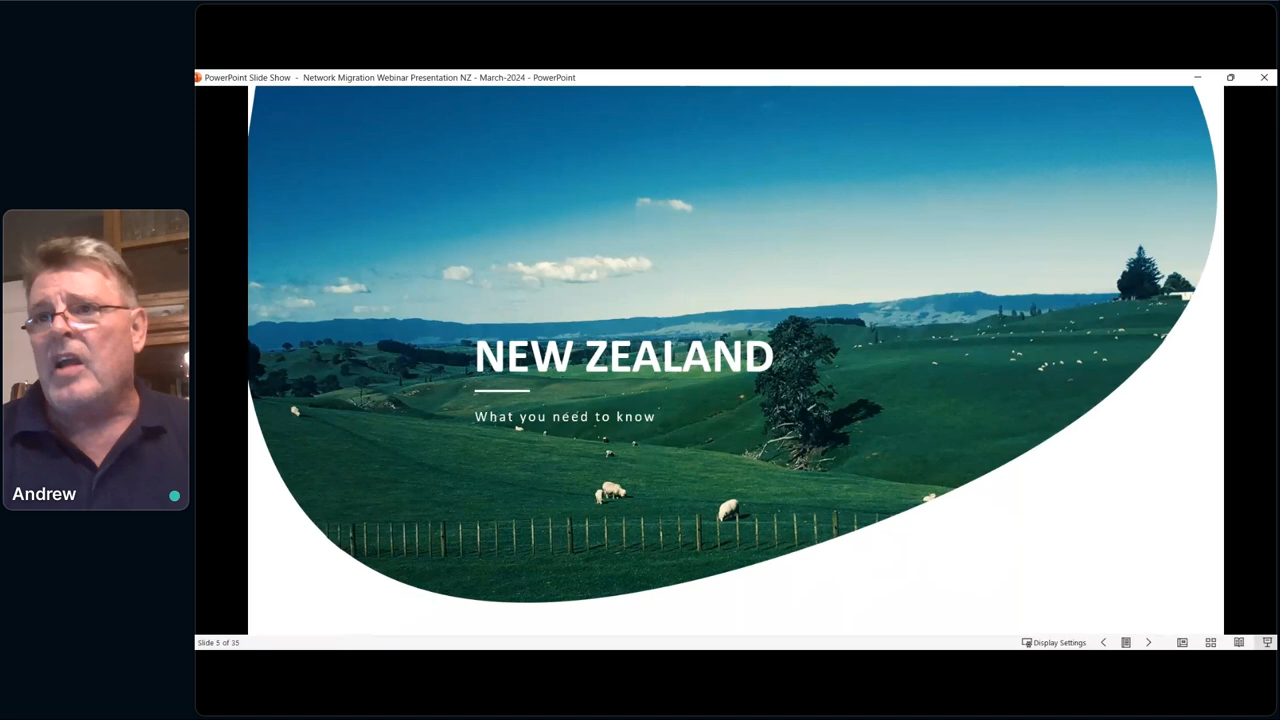 PowerPoint Slide Show - Network Migration Webinar Presentation NZ - March-2024 - PowerPoint
NEW ZEALAND
What you need to know
Andrew
Slide 5 of 35
Display Settings